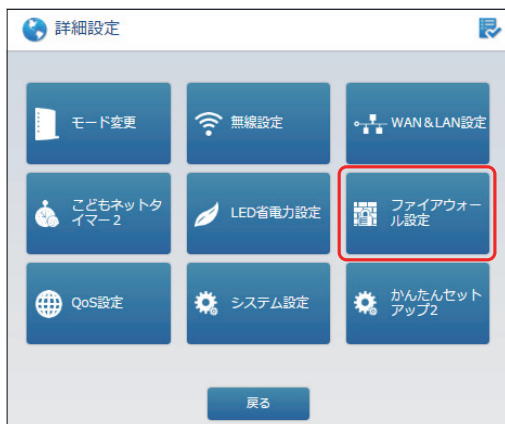 詳細設定
モード変更
無線設定
WAN&LAN設定
こどもネットタ
イマー2
LED省電力設定
ファイアウォー
ル設定
QoS設定
システム設定
かんたんセット
アップ2
戻る